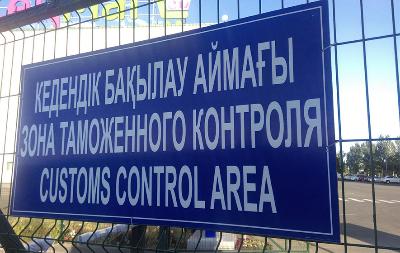 КЕДЕНДІК БАҚЫЛАУ АЙМАҒЫ
ЗОНА ТАМОЖЕННОГО КОНТРОЛЯ
CUSTOMS CONTROL AREA